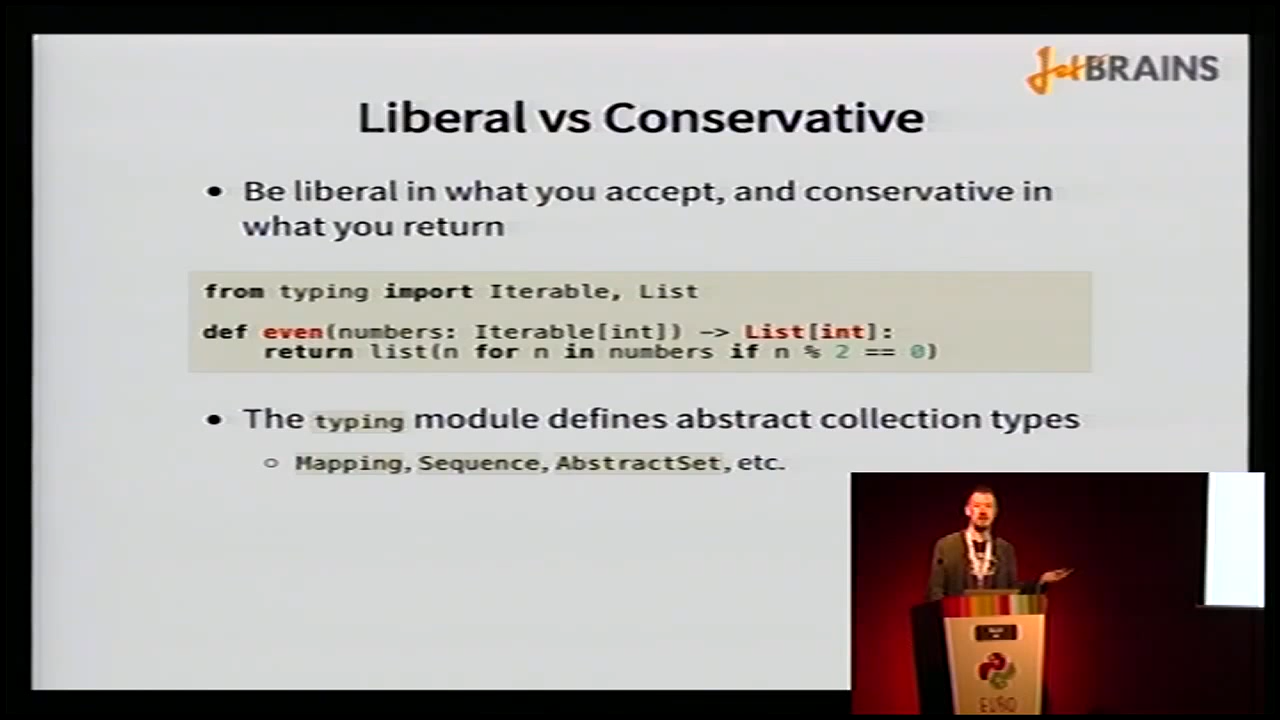 JetBRAINS
Liberal vs Conservative
• Be liberal in what you accept, and conservative in
what you return
from typing import Iterable, List
def even(numbers: Iterable[int]) -> List[int]:
    return list(n for n in numbers if n % 2 == 0)
• The typing module defines abstract collection types
○ Mapping, Sequence, AbstractSet, etc.